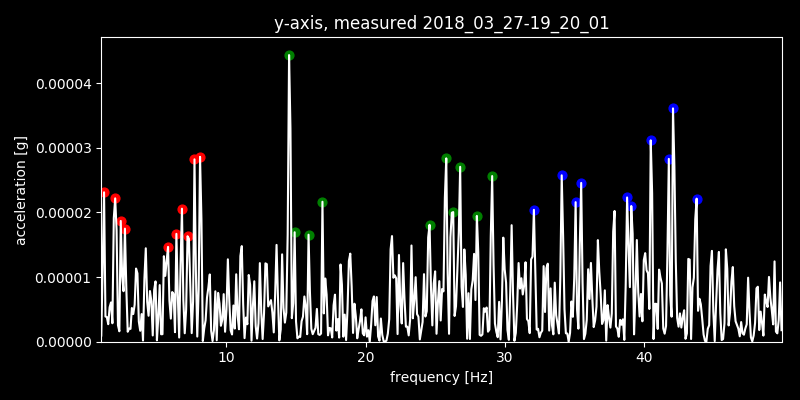 y-axis, measured 2018_03_27-19_20_01
acceleration [g]
0.00004
0.00003
0.00002
0.00001
0.00000
10 20 30 40
frequency [Hz]